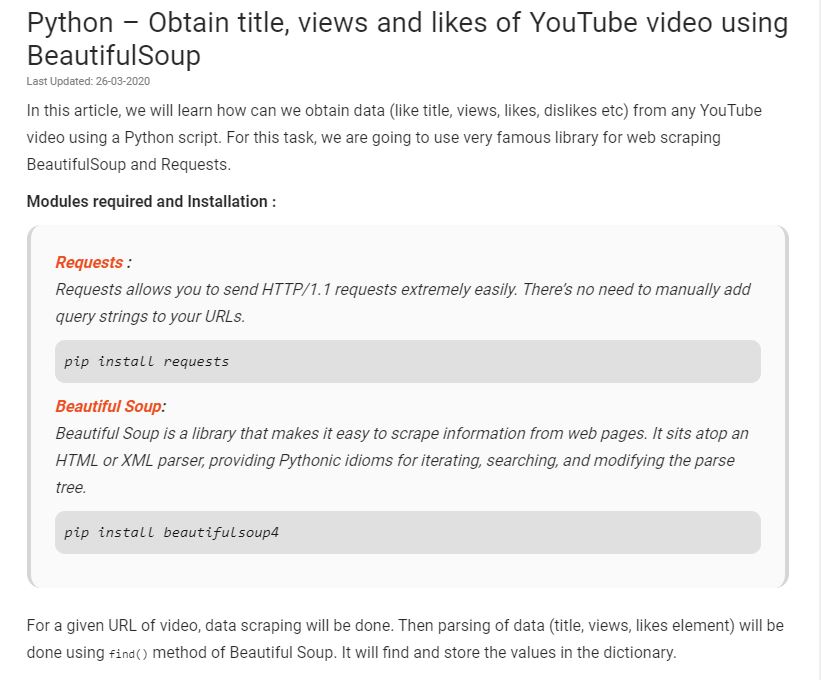 Python – Obtain title, views and likes of YouTube video using
BeautifulSoup
Last Updated: 26-03-2020
In this article, we will learn how can we obtain data (like title, views, likes, dislikes etc) from any YouTube
video using a Python script. For this task, we are going to use very famous library for web scraping
BeautifulSoup and Requests.
Modules required and Installation :
Requests :
Requests allows you to send HTTP/1.1 requests extremely easily. There's no need to manually add
query strings to your URLs.
pip install requests
Beautiful Soup:
Beautiful Soup is a library that makes it easy to scrape information from web pages. It sits atop an
HTML or XML parser, providing Pythonic idioms for iterating, searching, and modifying the parse
tree.
pip install beautifulsoup4
For a given URL of video, data scraping will be done. Then parsing of data (title, views, likes element) will be
done using find() method of Beautiful Soup. It will find and store the values in the dictionary.